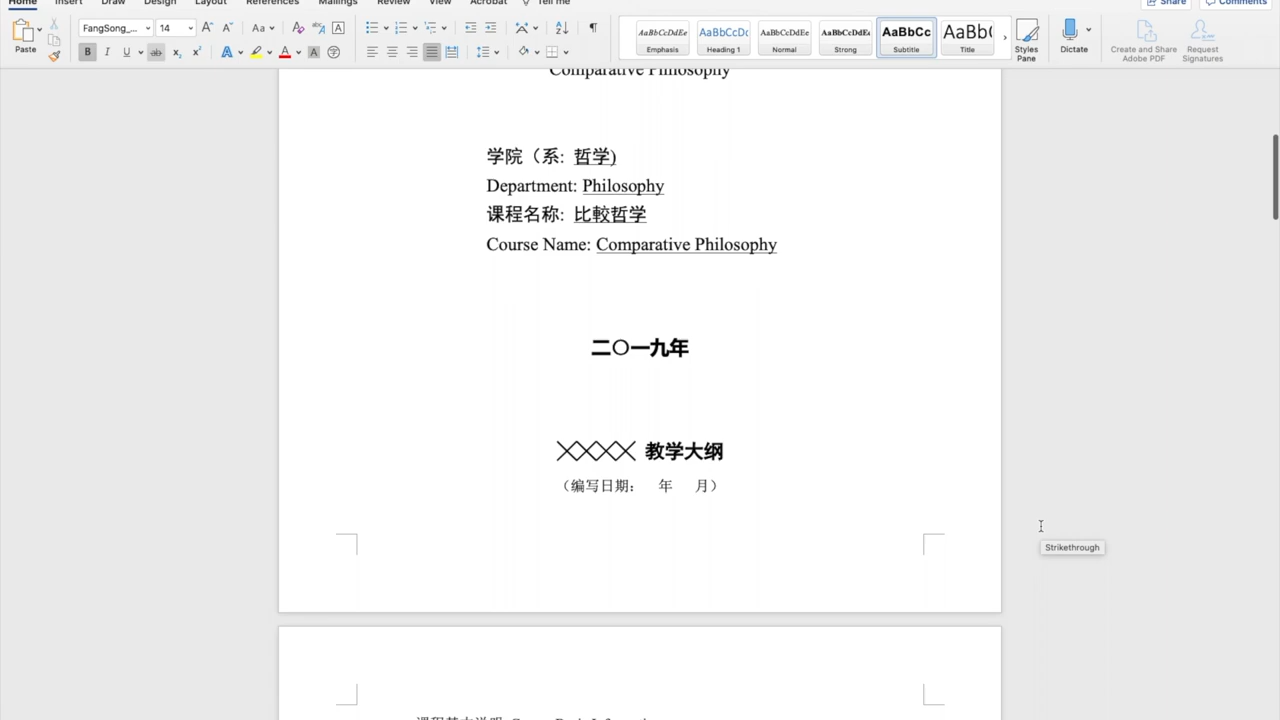 Home Insert Draw Design Layout References Mailings Review View Acrobat Tell me Share Comments
Paste FangSong_... 14 Aa
AaBbCcDdEe AaBbCcDc AaBbCcDdEe AaBbCcDdEe AaBbCc AaBb(
Emphasis Heading 1 Normal Strong Subtitle Title
Styles Pane
Dictate
Create and Share Adobe PDF
Request Signatures
Comparative Philosophy
学院（系: 哲学)
Department: Philosophy
课程名称: 比較哲学
Course Name: Comparative Philosophy
二〇一九年
╳╳╳╳ 教学大纲
（编写日期： 年 月）
Strikethrough